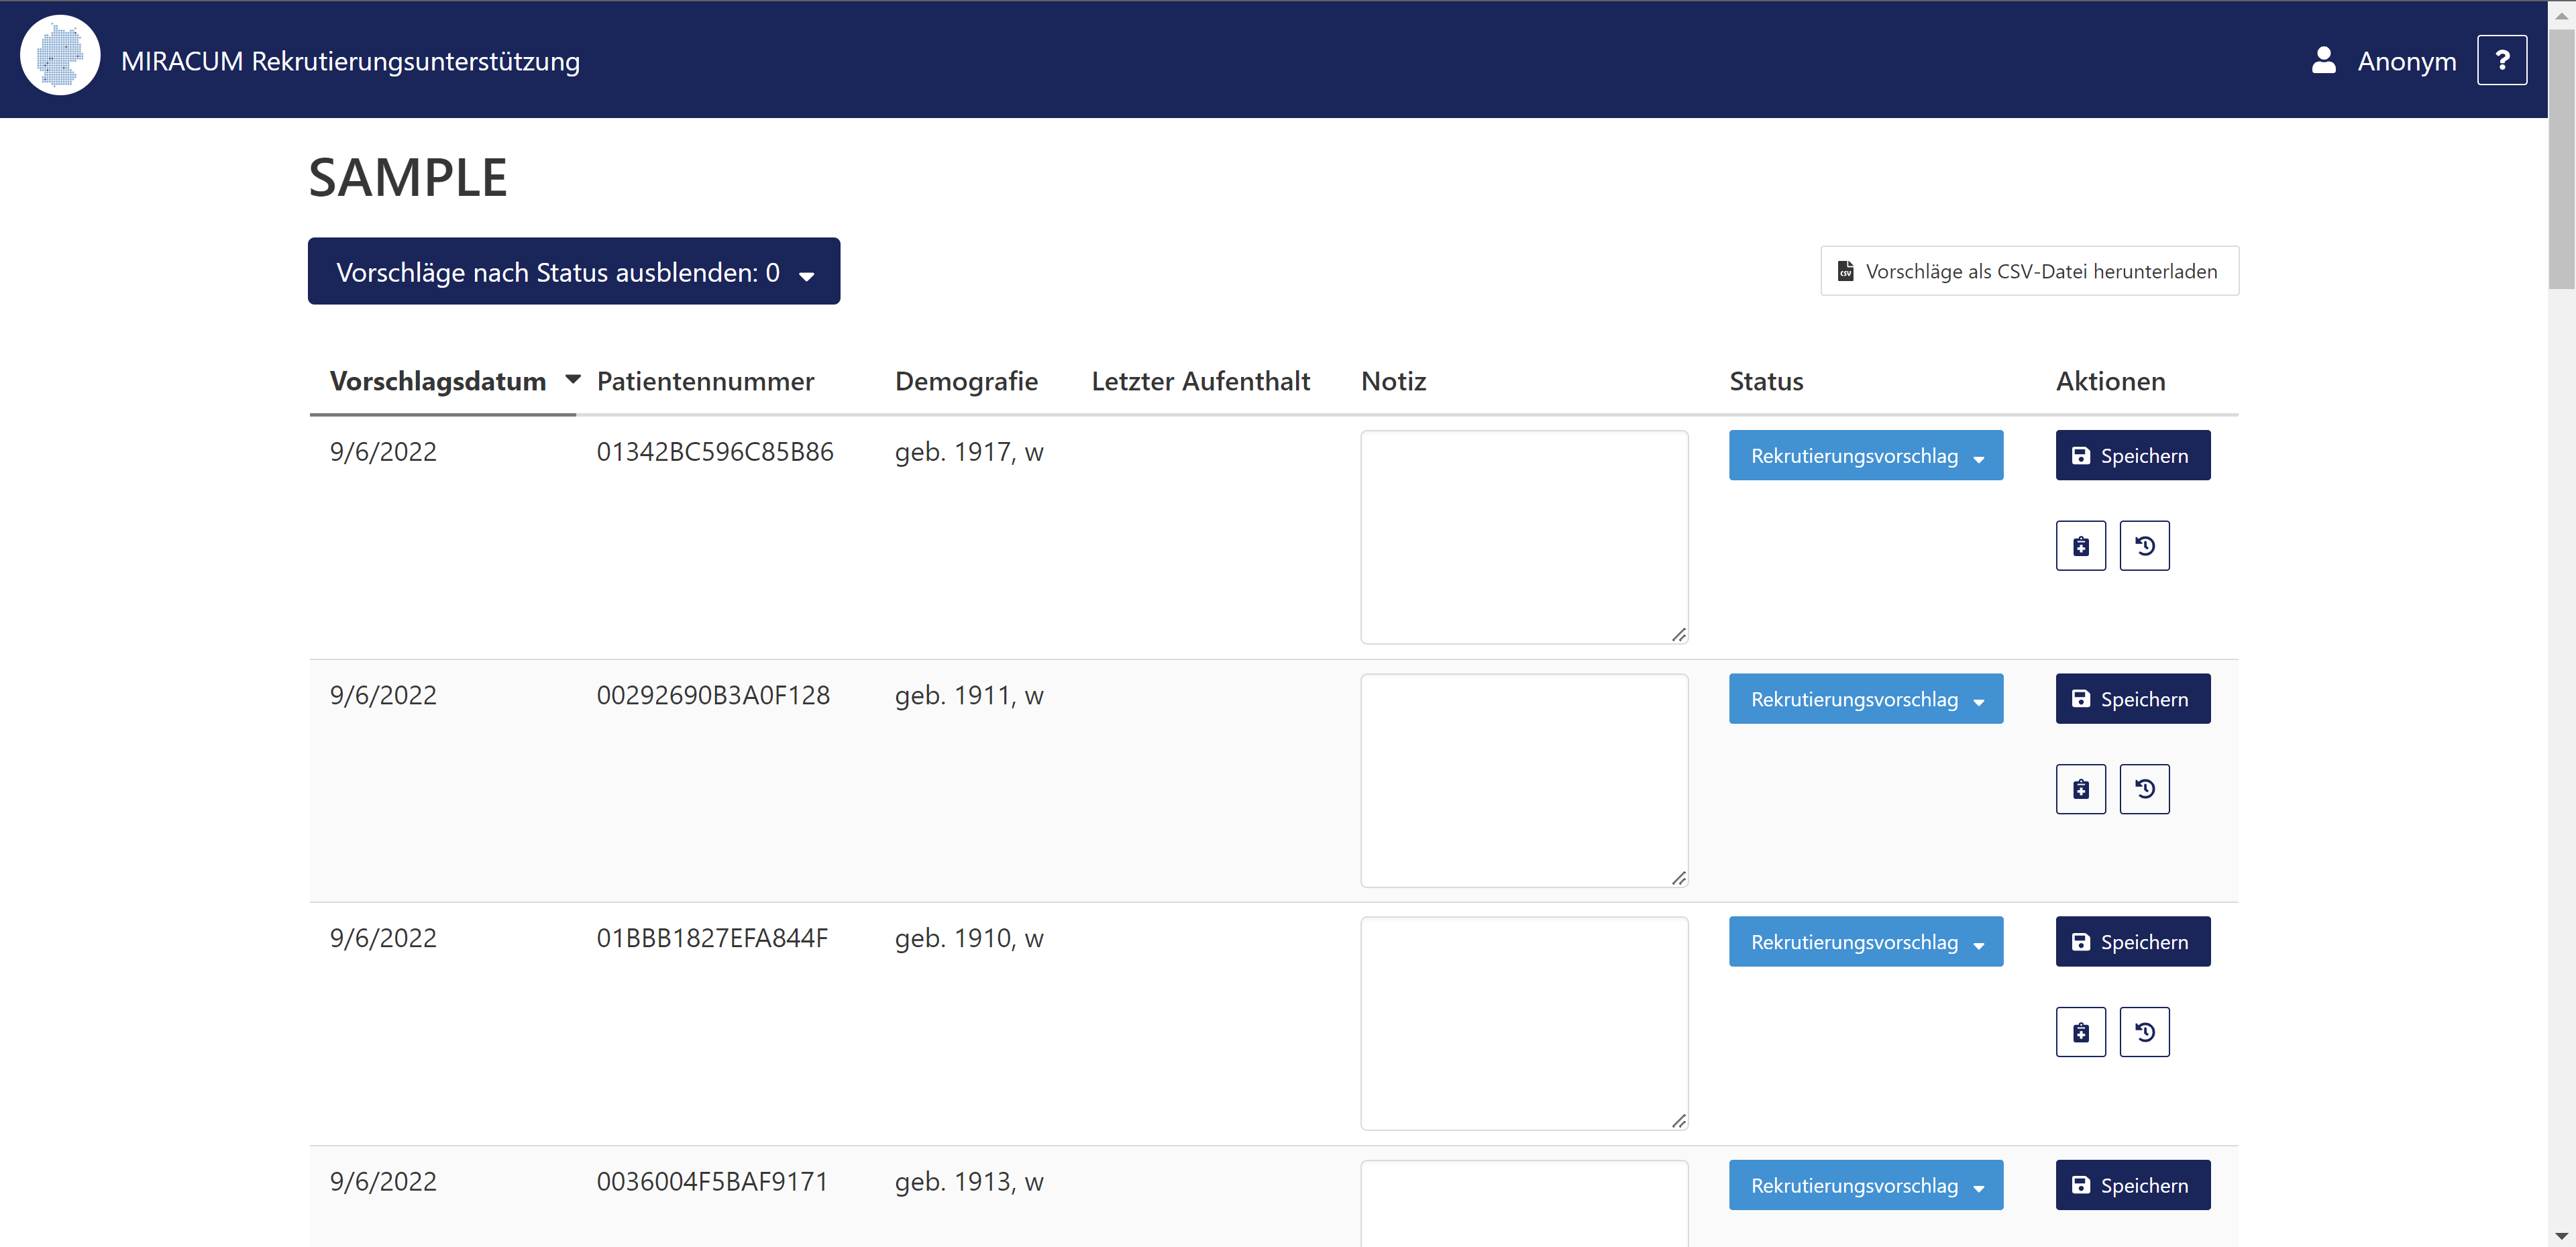 MIRACUM Rekrutierungsunterstützung
Anonym
?
SAMPLE
Vorschläge nach Status ausblenden: 0
CSV Vorschläge als CSV-Datei herunterladen
Vorschlagsdatum Patientennummer Demografie Letzter Aufenthalt Notiz Status Aktionen
9/6/2022 01342BC596C85B86 geb. 1917, w Rekrutierungsvorschlag Speichern
9/6/2022 00292690B3A0F128 geb. 1911, w Rekrutierungsvorschlag Speichern
9/6/2022 01BBB1827EFA844F geb. 1910, w Rekrutierungsvorschlag Speichern
9/6/2022 0036004F5BAF9171 geb. 1913, w Rekrutierungsvorschlag Speichern